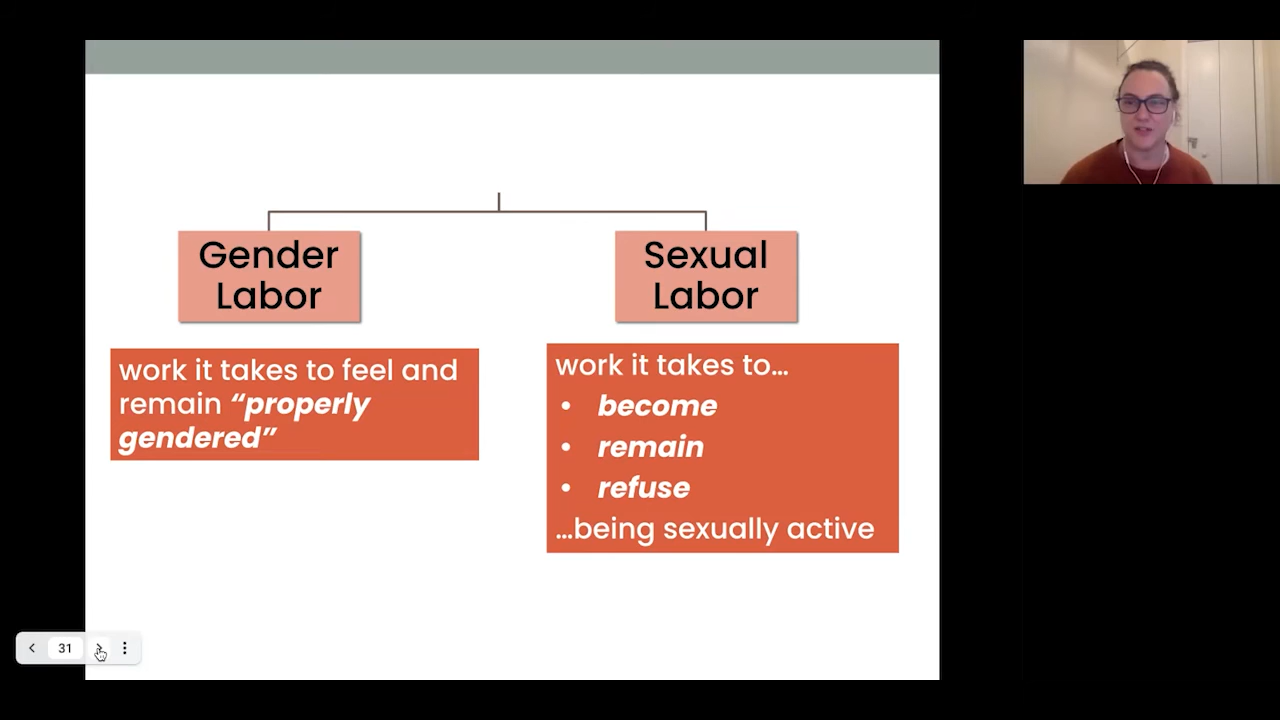 Gender
Labor
work it takes to feel and
remain “properly
gendered”
Sexual
Labor
work it takes to…
• become
• remain
• refuse
…being sexually active
31